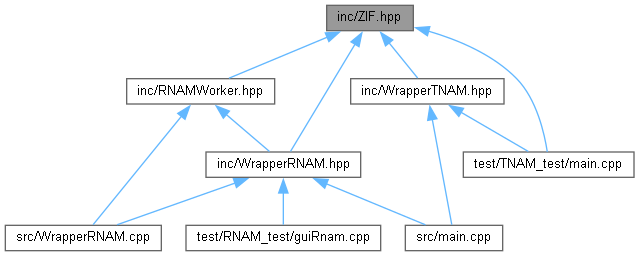 inc/ZIF.hpp
inc/RNAMWorker.hpp
inc/WrapperTNAM.hpp
inc/WrapperRNAM.hpp
test/TNAM_test/main.cpp
src/WrapperRNAM.cpp
test/RNAM_test/guiRnam.cpp
src/main.cpp